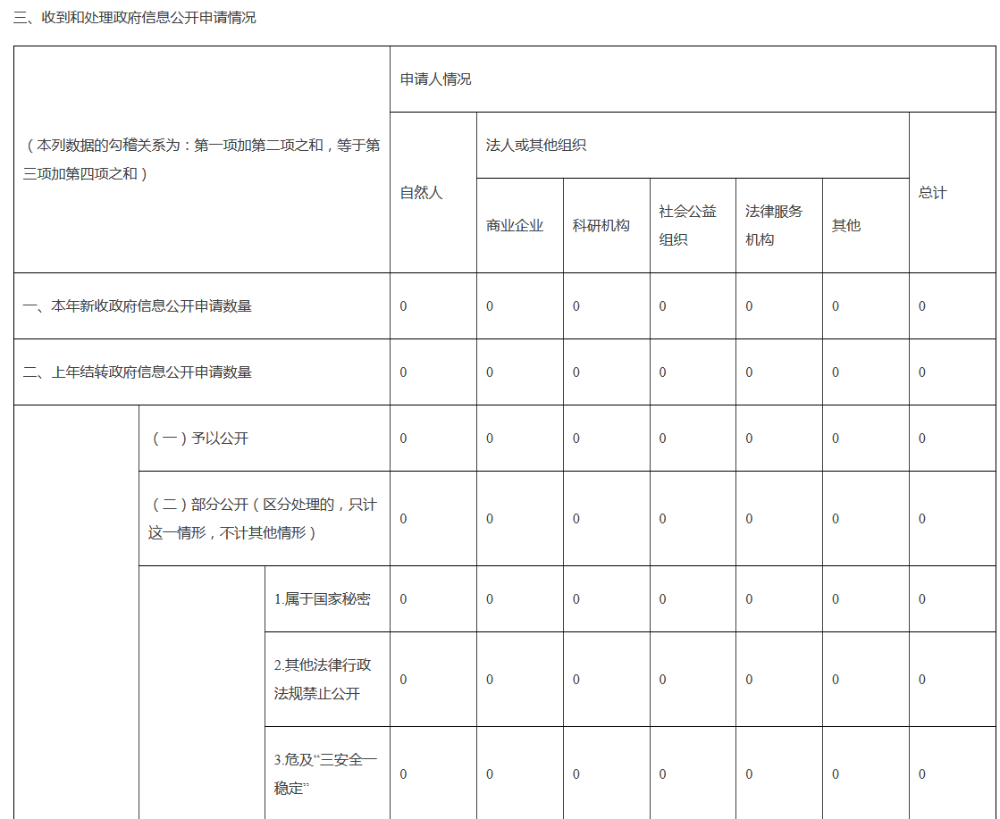 三、收到和处理政府信息公开申请情况
（本列数据的勾稽关系为：第一项加第二项之和，等于第
三项加第四项之和）
申请人情况
自然人
法人或其他组织
总计
商业企业
科研机构
社会公益
组织
法律服务
机构
其他
一、本年新收政府信息公开申请数量 0 0 0 0 0 0 0
二、上年结转政府信息公开申请数量 0 0 0 0 0 0 0
（一）予以公开 0 0 0 0 0 0 0
（二）部分公开（区分处理的，只计
这一情形，不计其他情形）
0 0 0 0 0 0 0
1.属于国家秘密 0 0 0 0 0 0 0
2.其他法律行政
法规禁止公开
0 0 0 0 0 0 0
3.危及“三安全一
稳定”
0 0 0 0 0 0 0